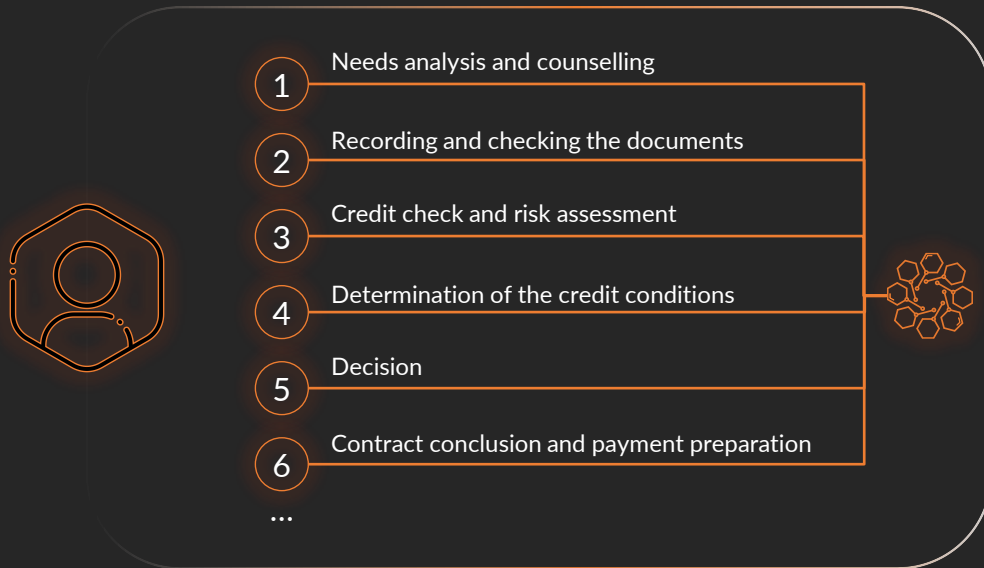 1 Needs analysis and counselling
2 Recording and checking the documents
3 Credit check and risk assessment
4 Determination of the credit conditions
5 Decision
6 Contract conclusion and payment preparation
...